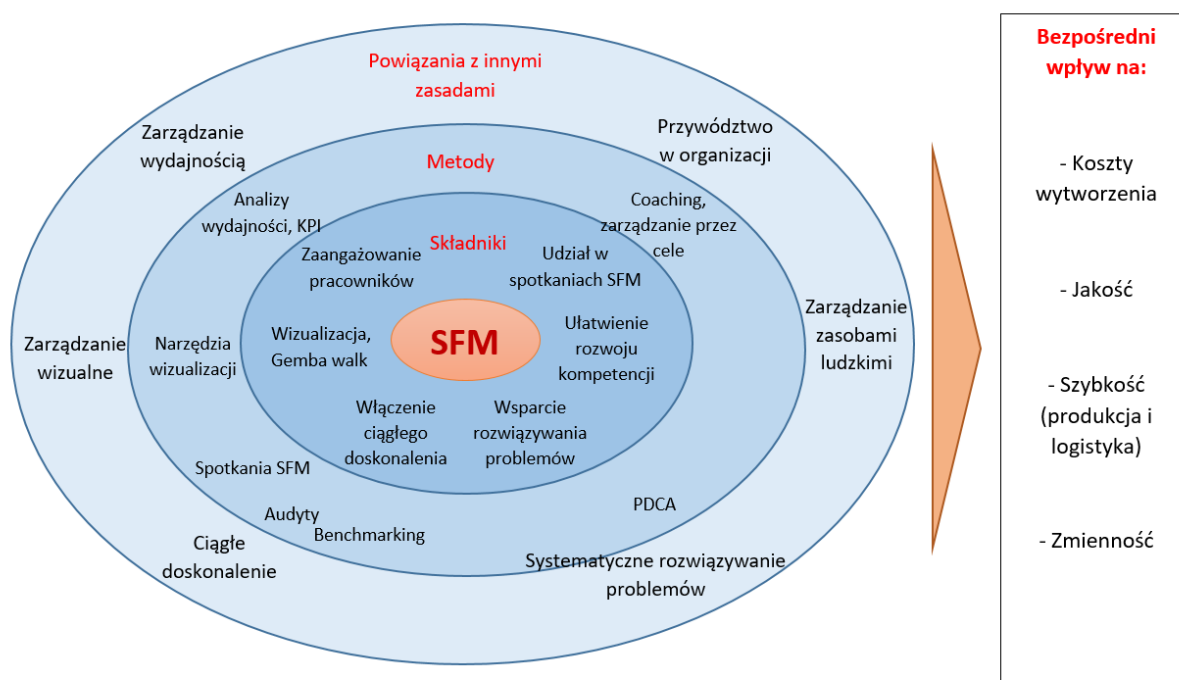 Powiązania z innymi
zasadami
Zarządzanie
wydajnością
Przywództwo
w organizacji
Zarządzanie
wizualne
Zarządzanie
zasobami
ludzkimi
Ciągłe
doskonalenie
Systematyczne rozwiązywanie
problemów
Metody
Analizy
wydajności, KPI
Coaching,
zarządzanie przez
cele
Narzędzia
wizualizacji
Spotkania SFM
Audyty
Benchmarking
PDCA
Składniki
Zaangażowanie
pracowników
Udział w
spotkaniach SFM
Wizualizacja,
Gemba walk
SFM
Ułatwienie
rozwoju
kompetencji
Włączenie
ciągłego
doskonalenia
Wsparcie
rozwiązywania
problemów
Bezpośredni
wpływ na:
- Koszty
wytworzenia
- Jakość
- Szybkość
(produkcja i
logistyka)
- Zmienność